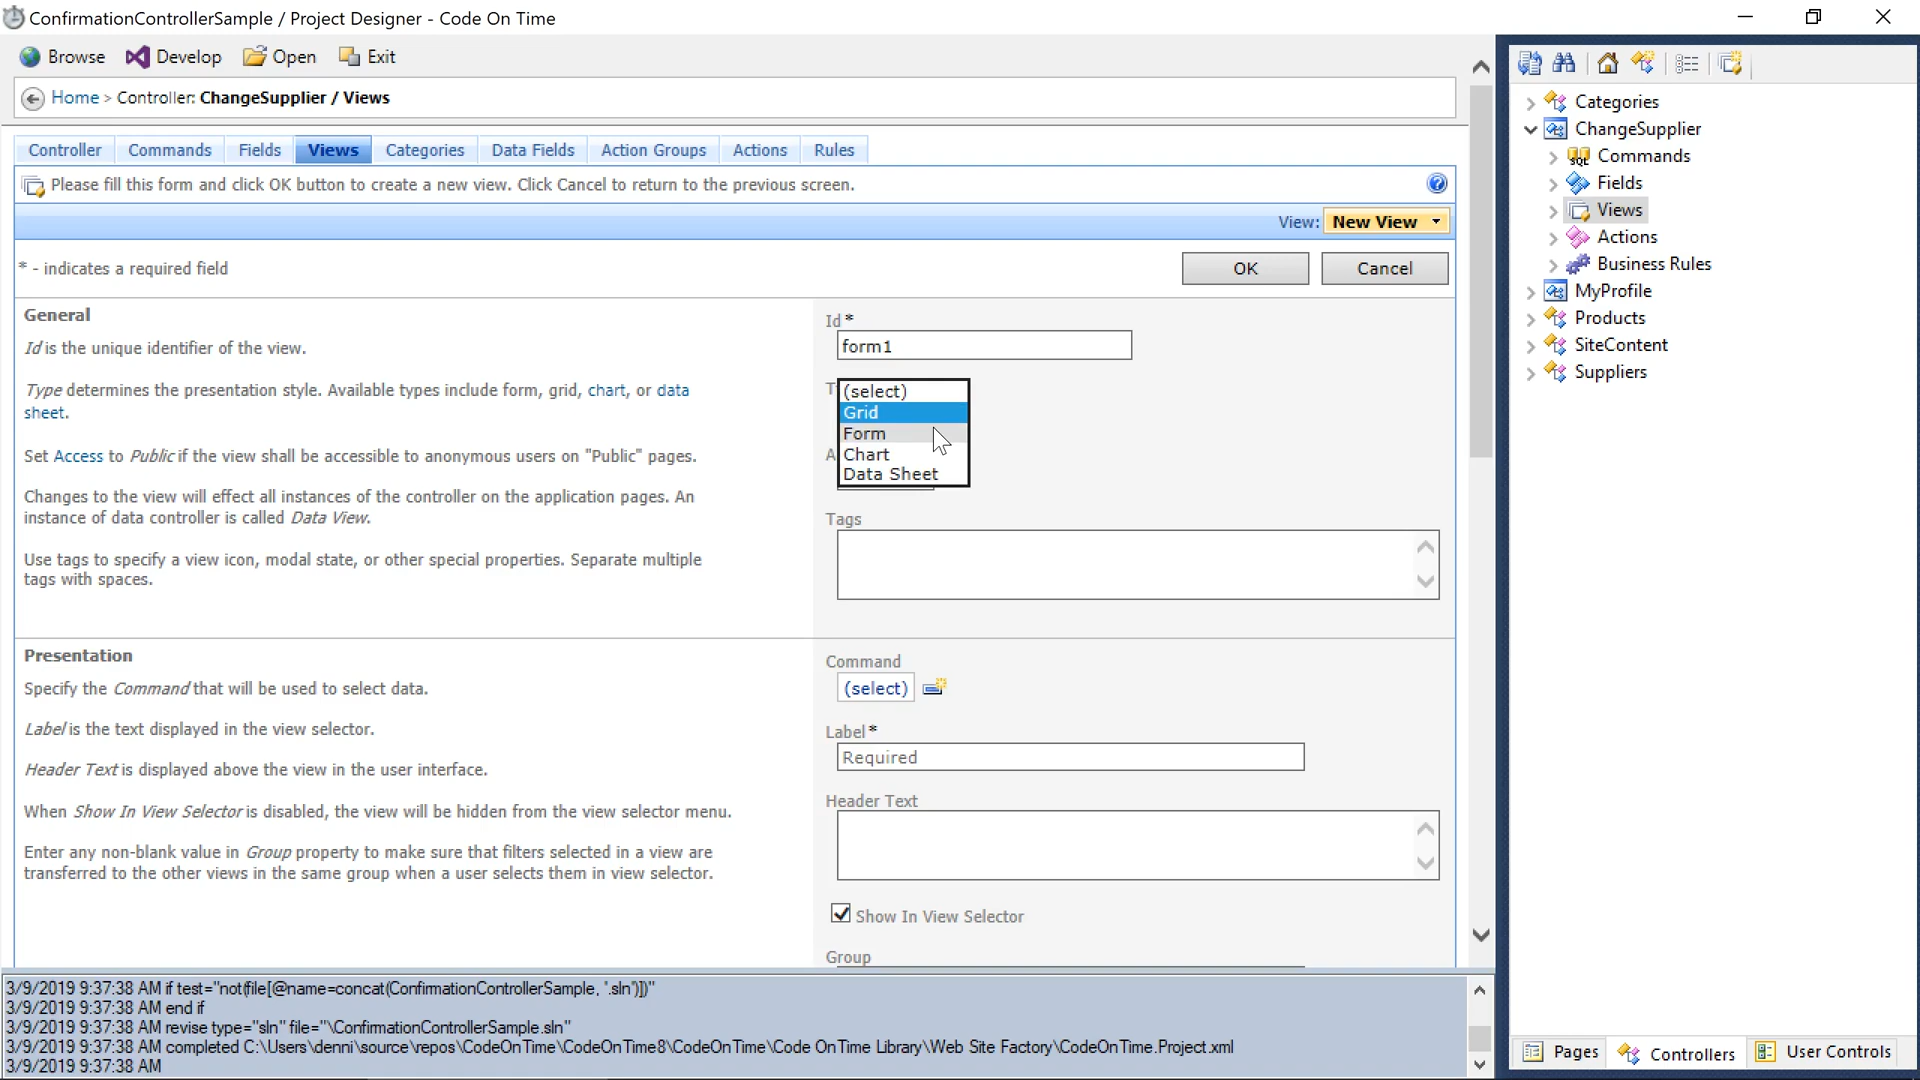 ConfirmationControllerSample / Project Designer - Code On Time
Browse Develop Open Exit
Home > Controller: ChangeSupplier / Views
Controller Commands Fields Views Categories Data Fields Action Groups Actions Rules
Please fill this form and click OK button to create a new view. Click Cancel to return to the previous screen.
View: New View
* - indicates a required field
OK Cancel
General
Id is the unique identifier of the view.
Type determines the presentation style. Available types include form, grid, chart, or data
sheet.
Set Access to Public if the view shall be accessible to anonymous users on "Public" pages.
Changes to the view will effect all instances of the controller on the application pages. An
instance of data controller is called Data View.
Use tags to specify a view icon, modal state, or other special properties. Separate multiple
tags with spaces.
Id *
form1
T
(select)
Grid
Form
Chart
Data Sheet
A
Tags
Presentation
Specify the Command that will be used to select data.
Label is the text displayed in the view selector.
Header Text is displayed above the view in the user interface.
When Show In View Selector is disabled, the view will be hidden from the view selector menu.
Enter any non-blank value in Group property to make sure that filters selected in a view are
transferred to the other views in the same group when a user selects them in view selector.
Command
(select)
Label *
Required
Header Text
Show In View Selector
Group
3/9/2019 9:37:38 AM if test="not(file[@name=concat(ConfirmationControllerSample, '.sln')])"
3/9/2019 9:37:38 AM end if
3/9/2019 9:37:38 AM revise type="sln" file="\ConfirmationControllerSample.sln"
3/9/2019 9:37:38 AM completed C:\Users\denni\source\repos\CodeOnTime\CodeOnTime8\CodeOnTime\Code OnTime Library\Web Site Factory\CodeOnTime.Project.xml
3/9/2019 9:37:38 AM
Categories
ChangeSupplier
SQL Commands
Fields
Views
Actions
Business Rules
MyProfile
Products
SiteContent
Suppliers
Pages Controllers User Controls